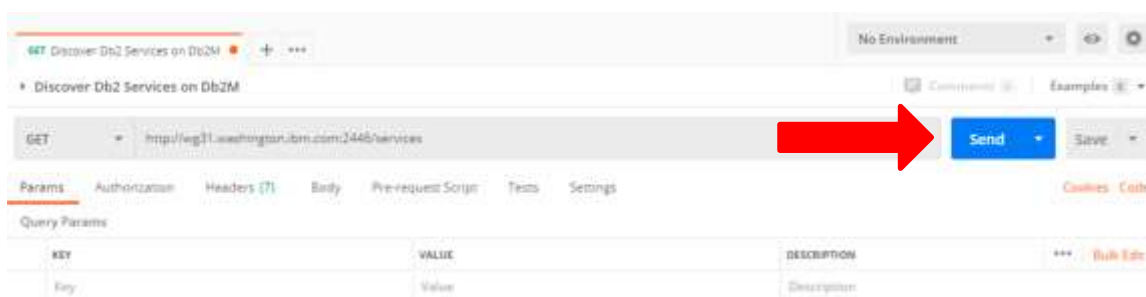 GET Discover Db2 Services on Db2M + ••• No Environment
Discover Db2 Services on Db2M Comments 0 Examples
GET http://wg31.washington.ibm.com:2446/services Send Save
Params Authorization Headers (7) Body Pre-request Script Tests Settings Cookies Code
Query Params
KEY VALUE DESCRIPTION ••• Bulk Edit
Key Value Description